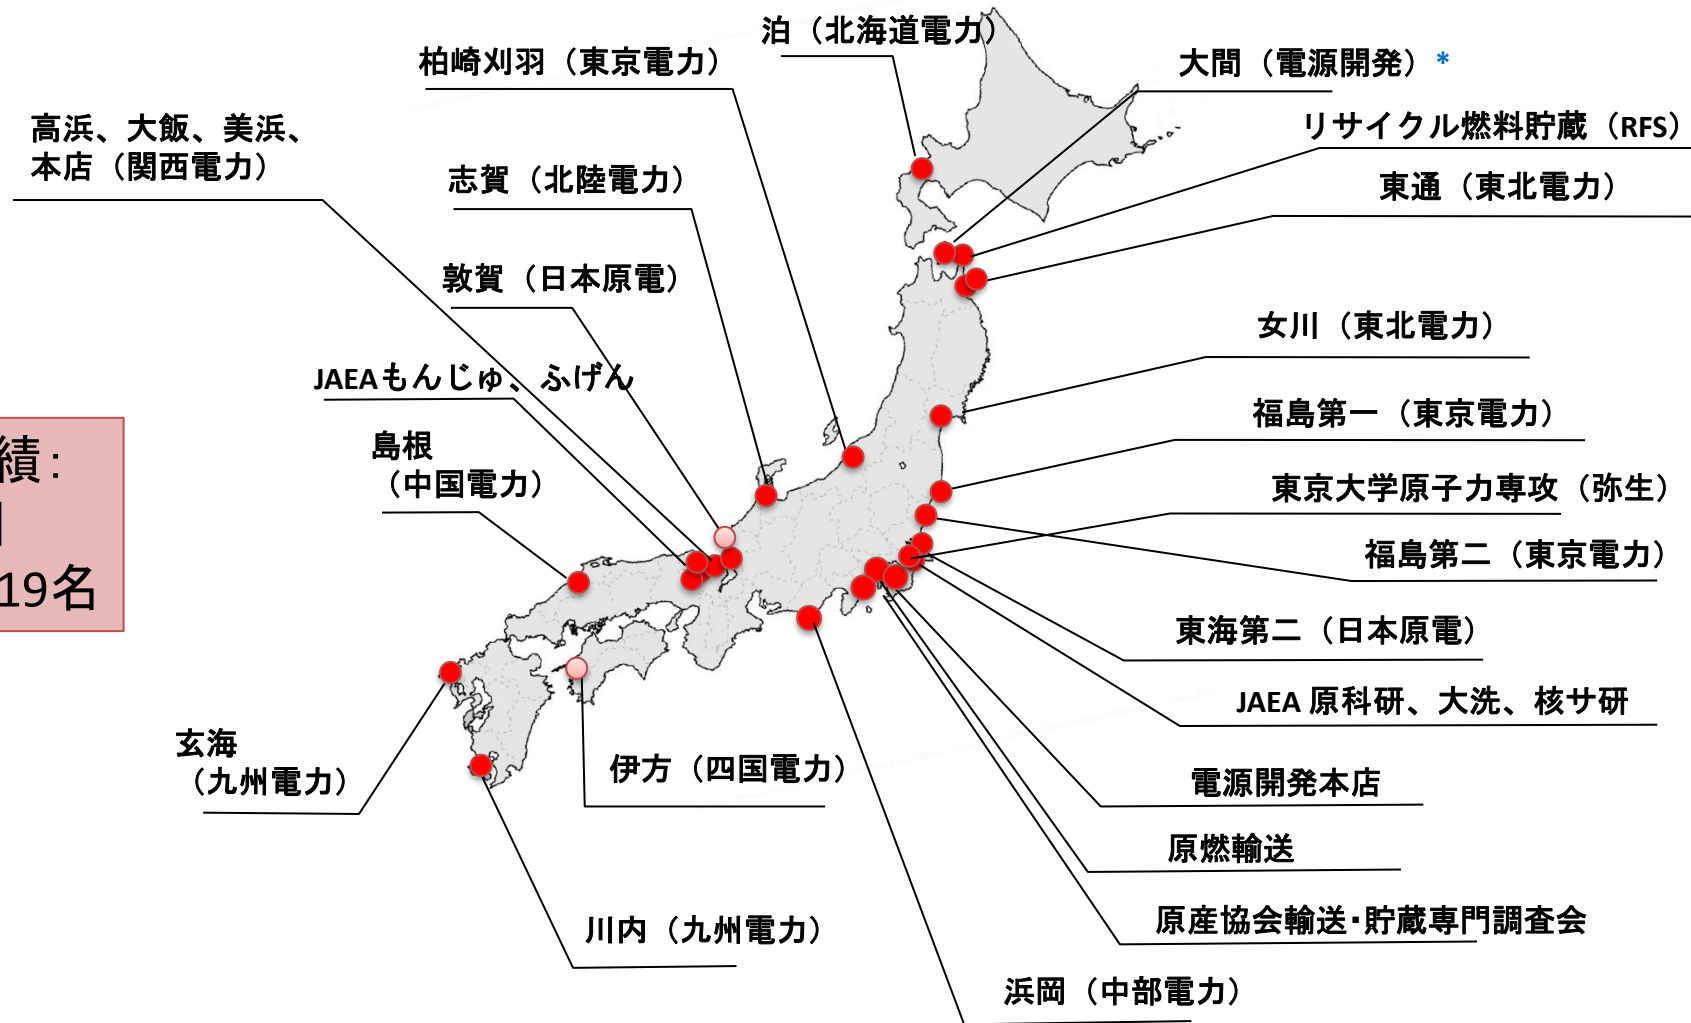 泊（北海道電力）
柏崎刈羽（東京電力）
大間（電源開発）*
高浜、大飯、美浜、
本店（関西電力）
リサイクル燃料貯蔵（RFS）
志賀（北陸電力）
東通（東北電力）
敦賀（日本原電）
女川（東北電力）
JAEAもんじゅ、ふげん
福島第一（東京電力）
績：
19名
島根
（中国電力）
東京大学原子力専攻（弥生）
福島第二（東京電力）
東海第二（日本原電）
JAEA 原科研、大洗、核サ研
玄海
（九州電力）
伊方（四国電力）
電源開発本店
原燃輸送
川内（九州電力）
原産協会輸送・貯蔵専門調査会
浜岡（中部電力）